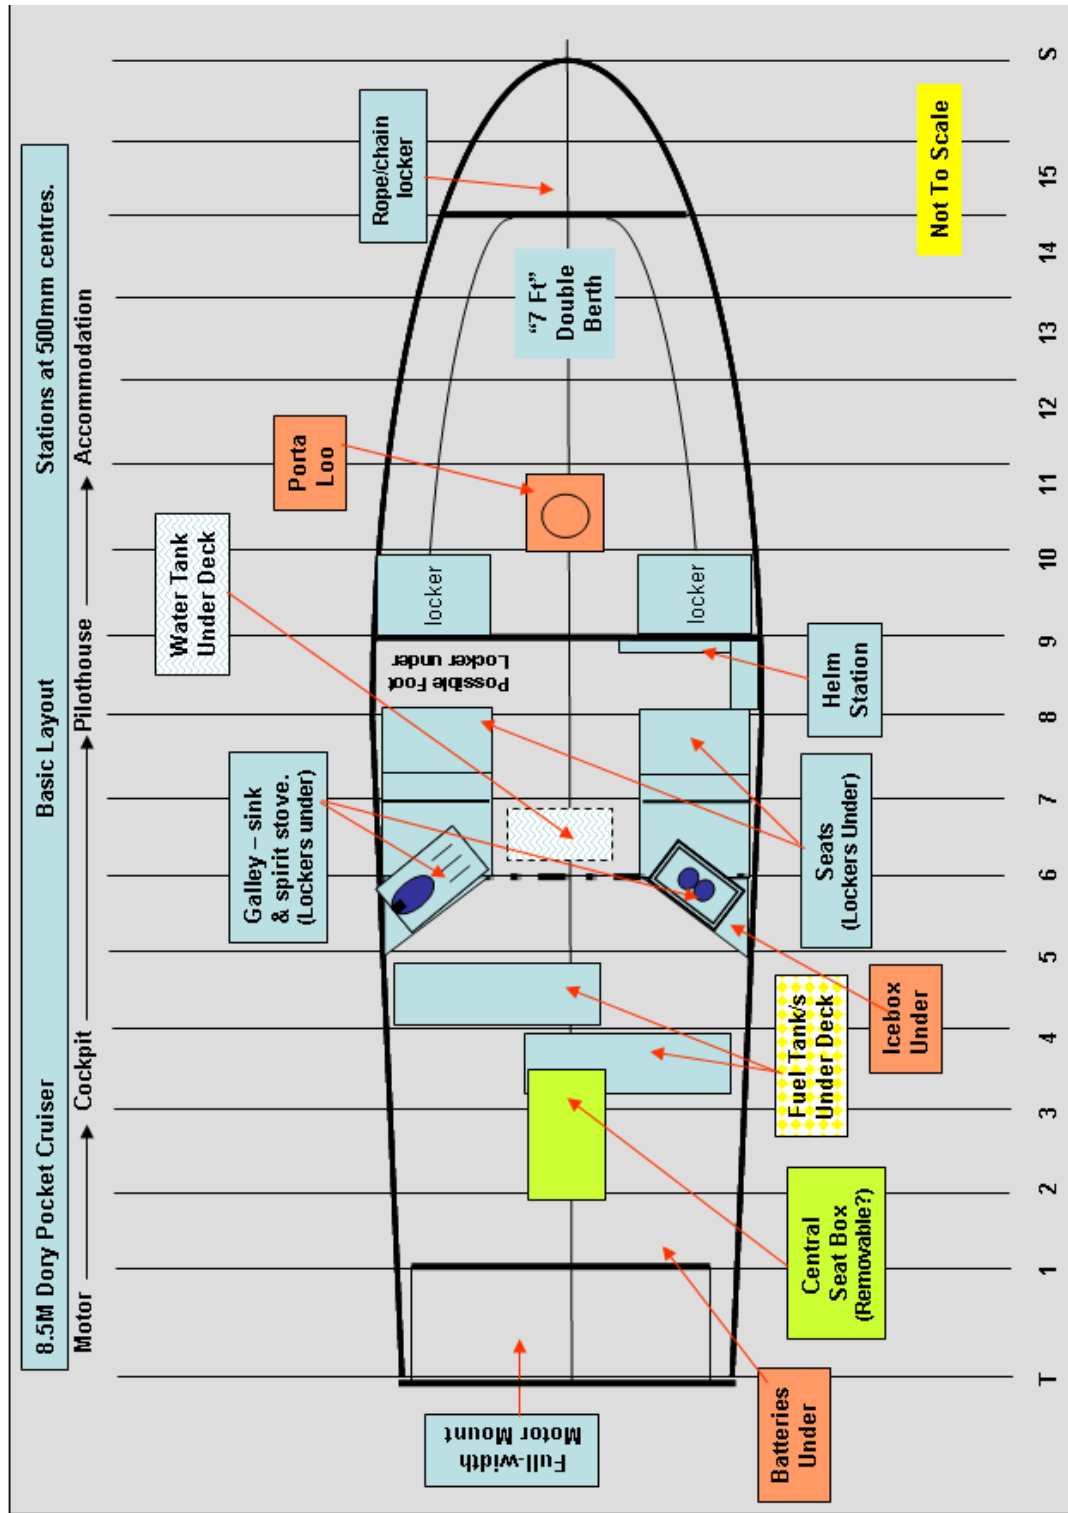 8.5M Dory Pocket Cruiser Basic Layout Stations at 500mm centres.
Motor Cockpit Pilothouse Accommodation
Galley – sink
& spirit stove.
(Lockers under)
Water Tank
Under Deck
Porta
Loo
Rope/chain
locker
Full-width
Motor Mount
Possible Foot
Locker under
locker
locker
“7 Ft”
Double
Berth
Batteries
Under
Central
Seat Box
(Removable?)
Fuel Tank/s
Under Deck
Icebox
Under
Seats
(Lockers Under)
Helm
Station
Not To Scale
T 1 2 3 4 5 6 7 8 9 10 11 12 13 14 15 S